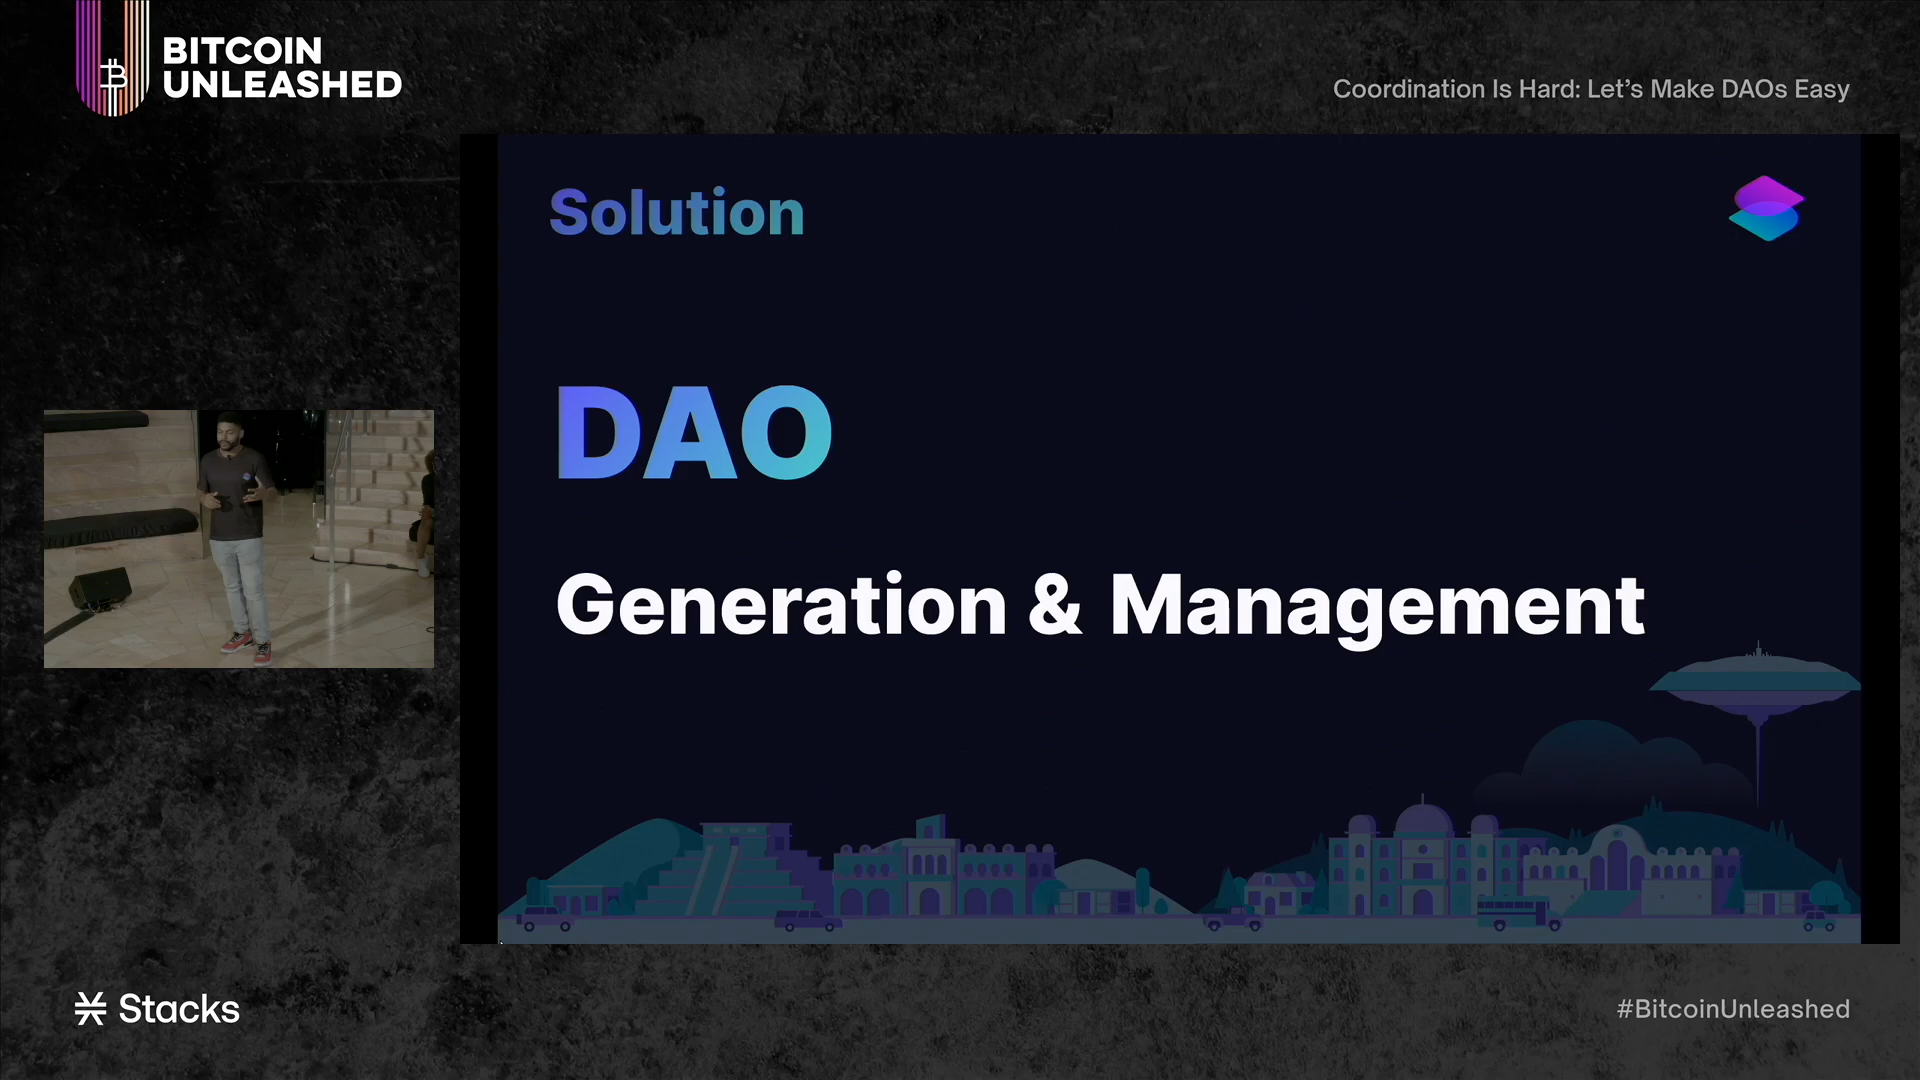 BITCOIN
UNLEASHED
Coordination Is Hard: Let’s Make DAOs Easy
Solution
DAO
Generation & Management
Stacks
#BitcoinUnleashed